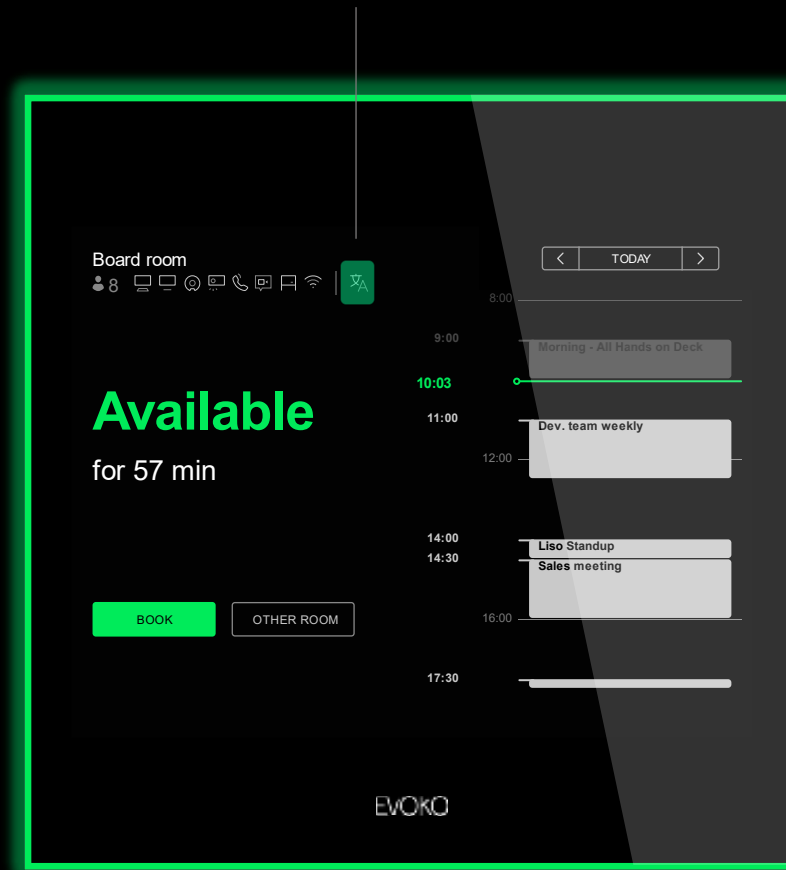 Board room
8
文A
Available
for 57 min
BOOK
OTHER ROOM
TODAY
8:00
9:00
Morning - All Hands on Deck
10:03
11:00
Dev. team weekly
12:00
14:00
Liso Standup
14:30
Sales meeting
16:00
17:30
EVOKO